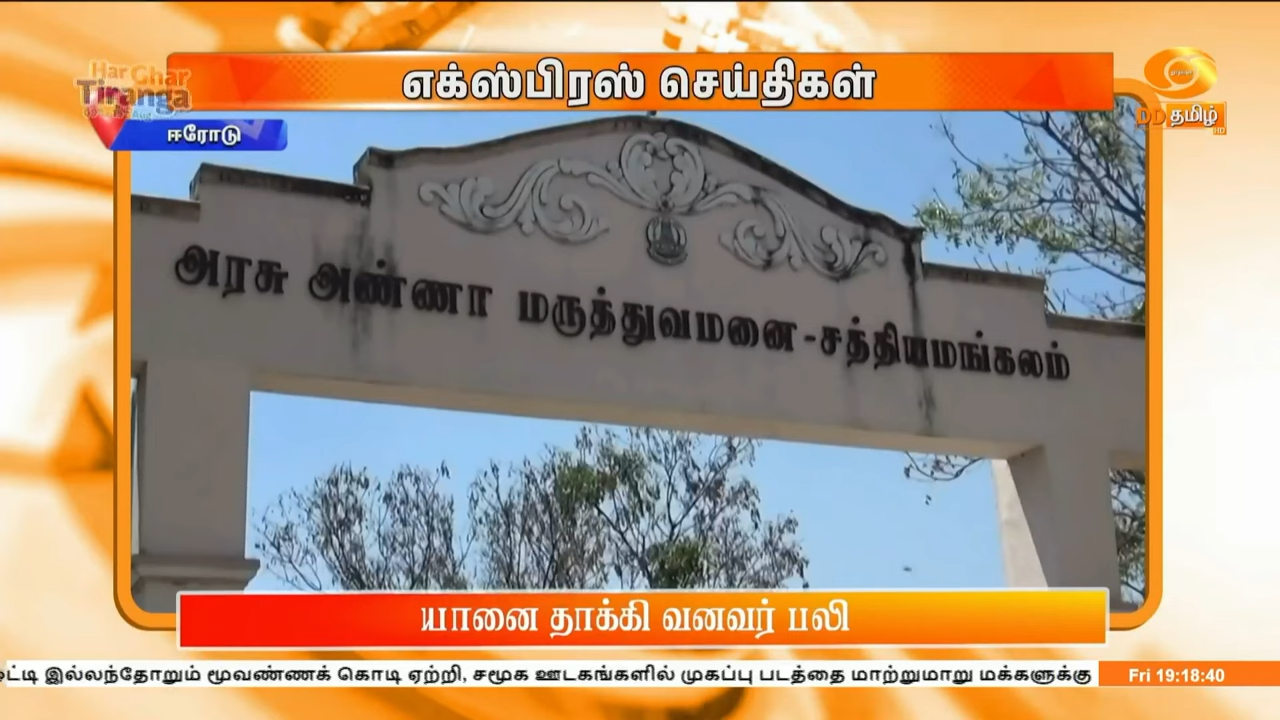 எக்ஸ்பிரஸ் செய்திகள்
Har Ghar
Tiranga
DD தமிழ்
HD
ஈரோடு
அரசு அண்ணா மருத்துவமனை-சத்தியமங்கலம்
யானை தாக்கி வனவர் பலி
இல்லந்தோறும் மூவண்ணக் கொடி ஏற்றி, சமூக ஊடகங்களில் முகப்பு படத்தை மாற்றுமாறு மக்களுக்கு
Fri 19:18:40